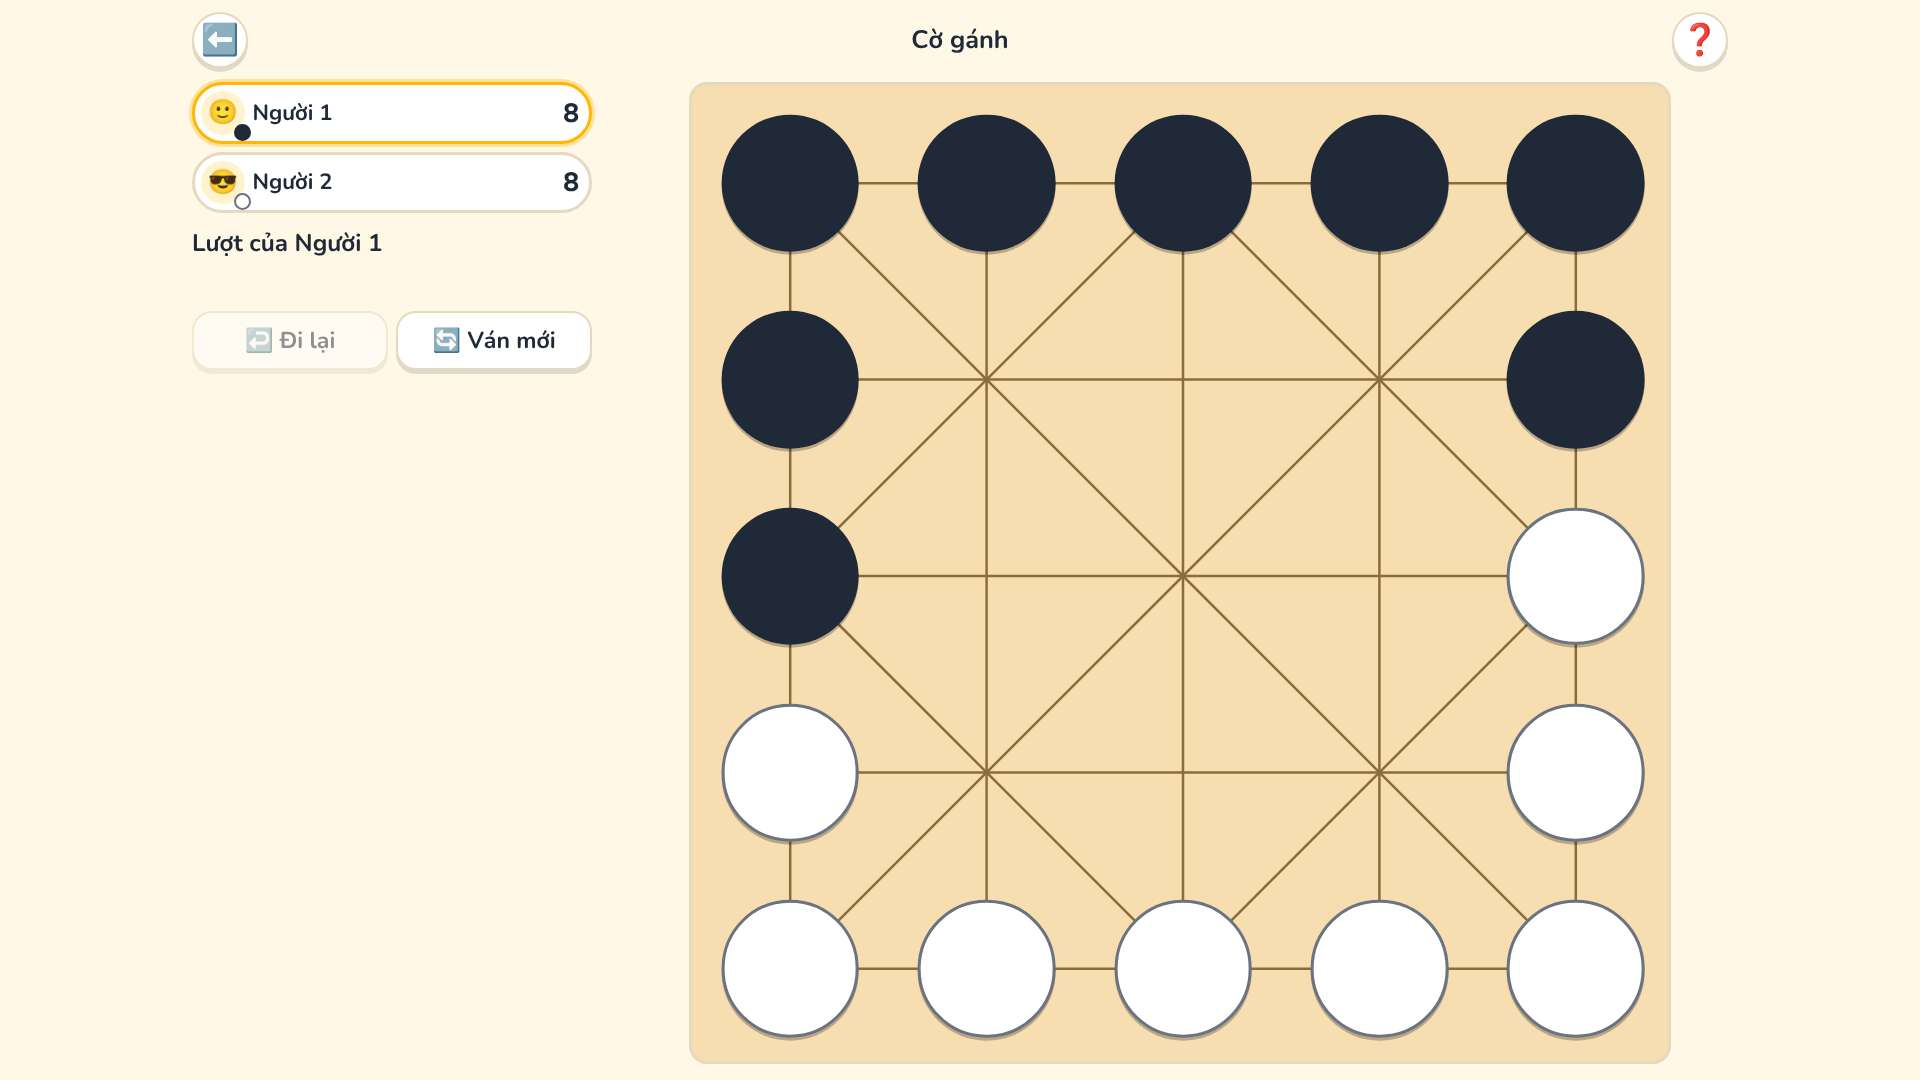 Cờ gánh
Người 1 8
Người 2 8
Lượt của Người 1
Đi lại
Ván mới